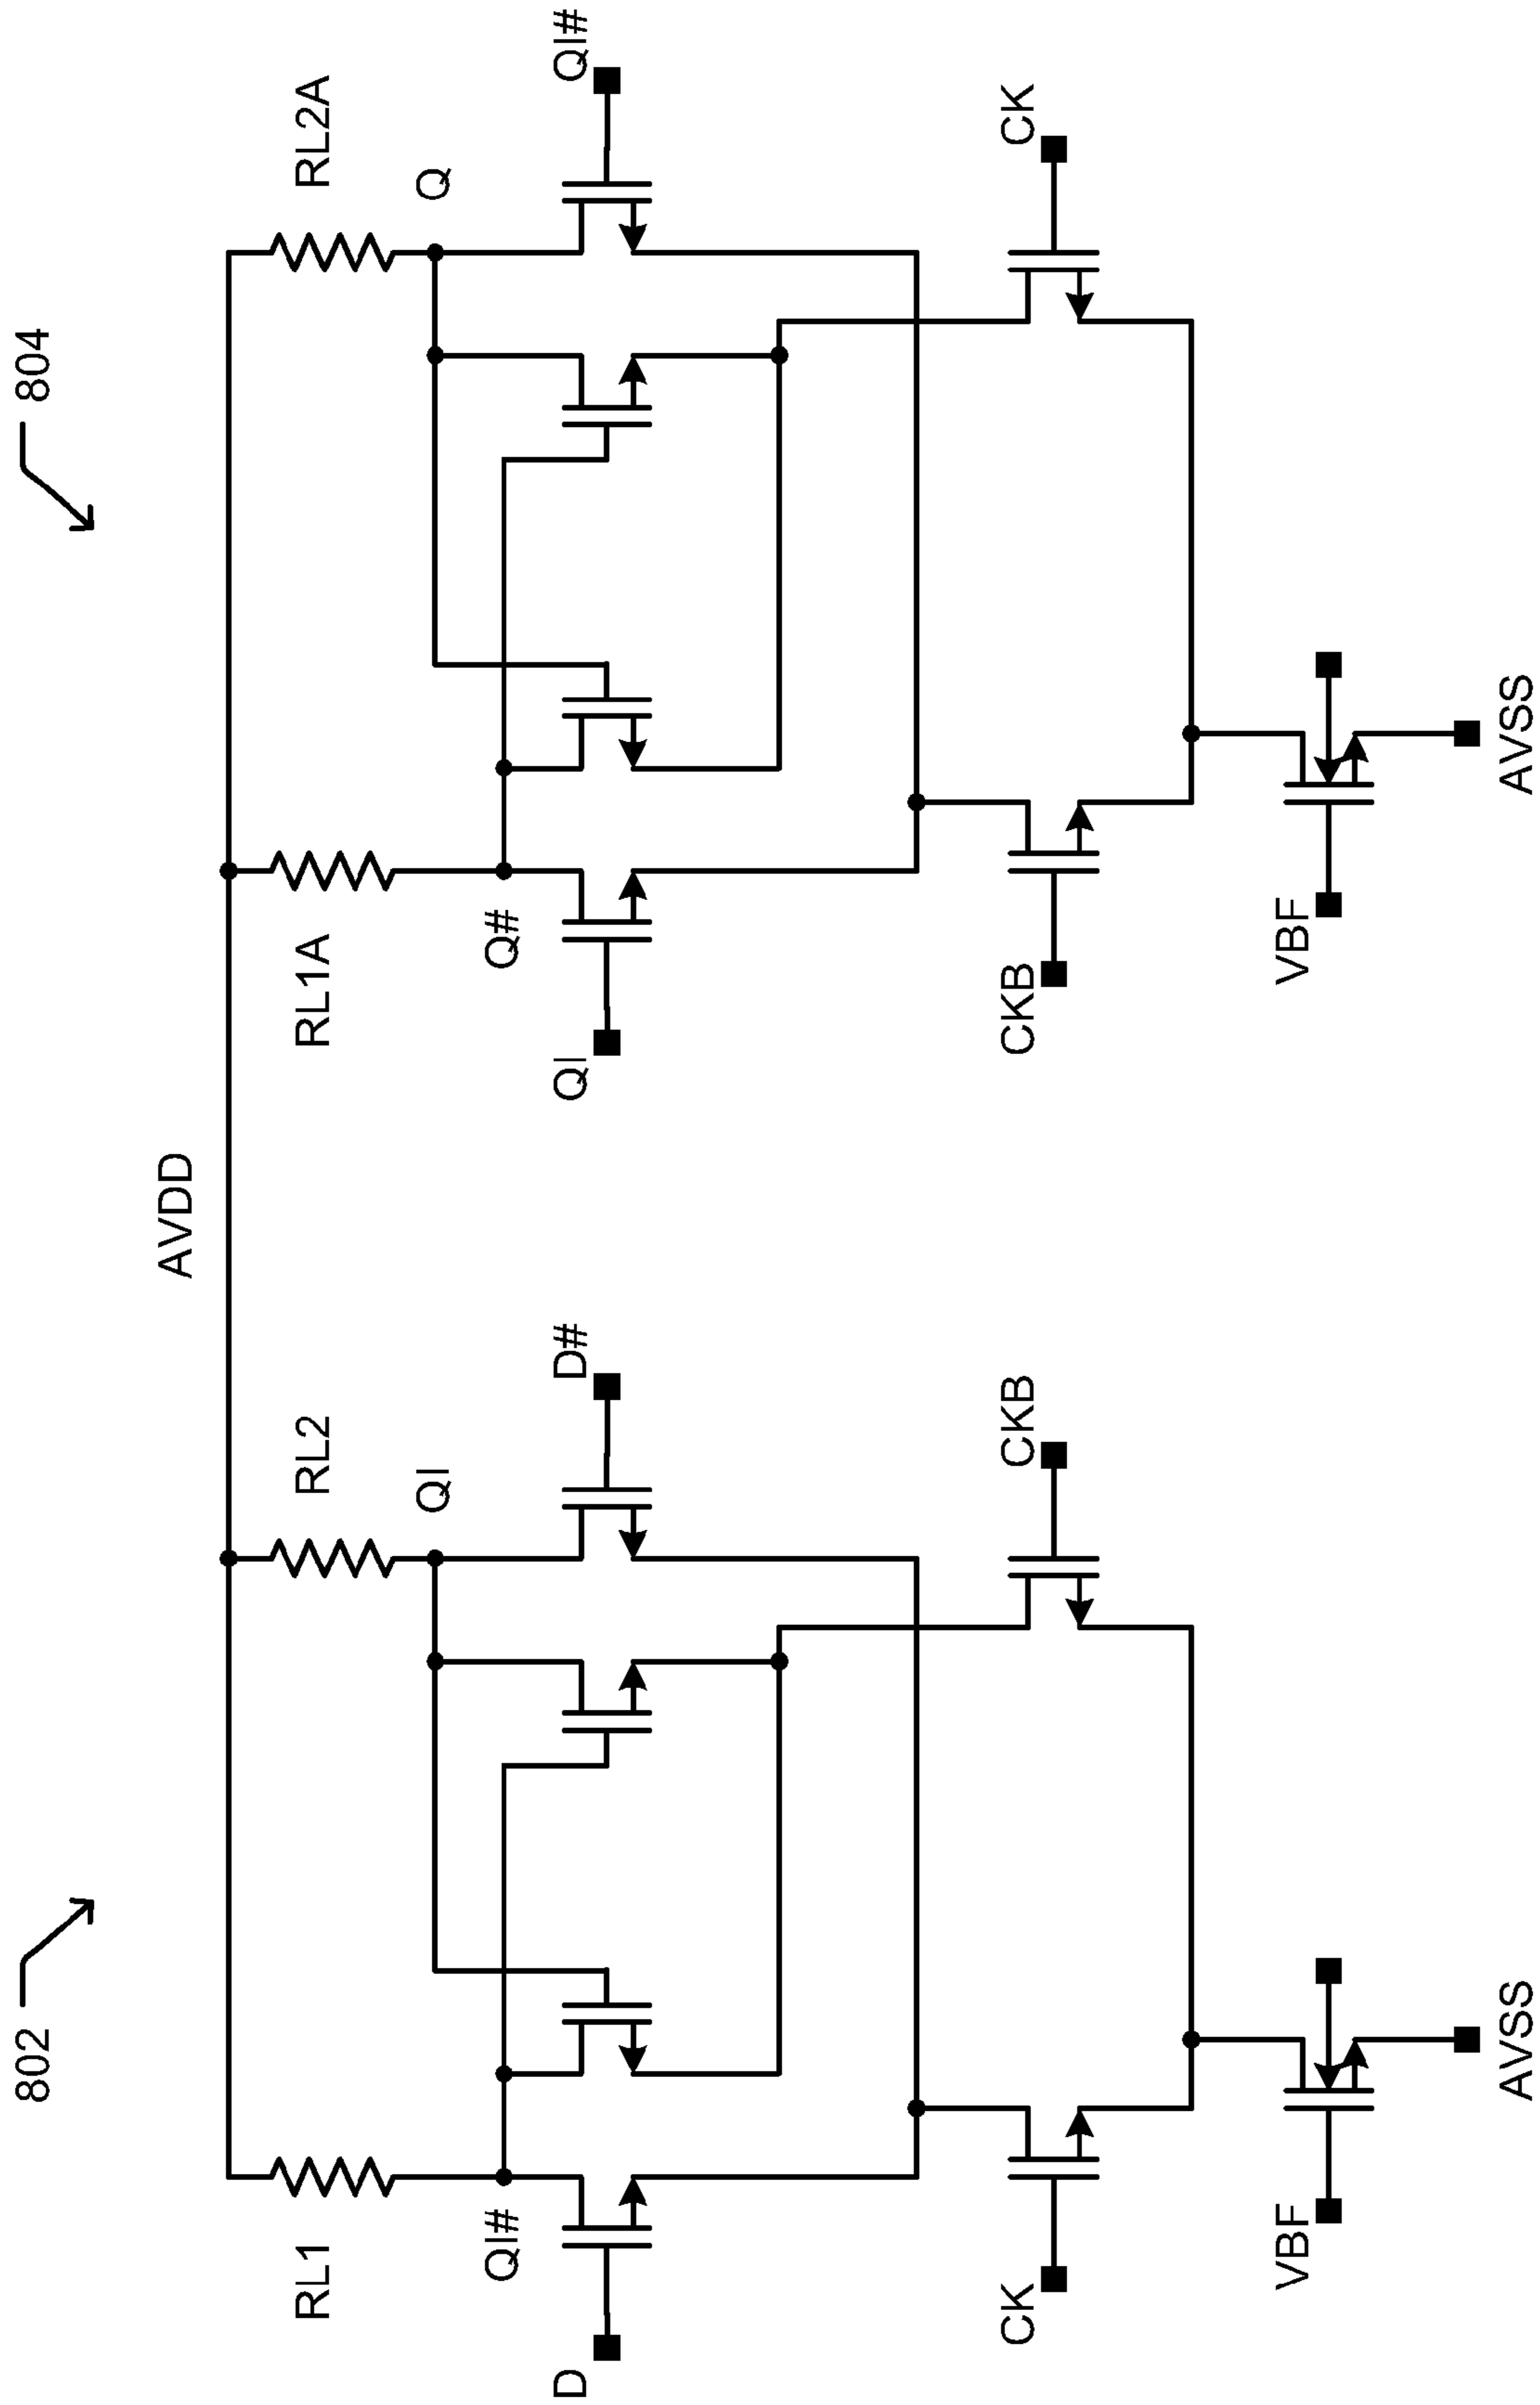 802
804
AVDD
RL1
RL2
RL1A
RL2A
QI
Q
QI#
Q#
D
D#
QI
QI#
CK
CKB
CKB
CK
VBF
VBF
AVSS
AVSS